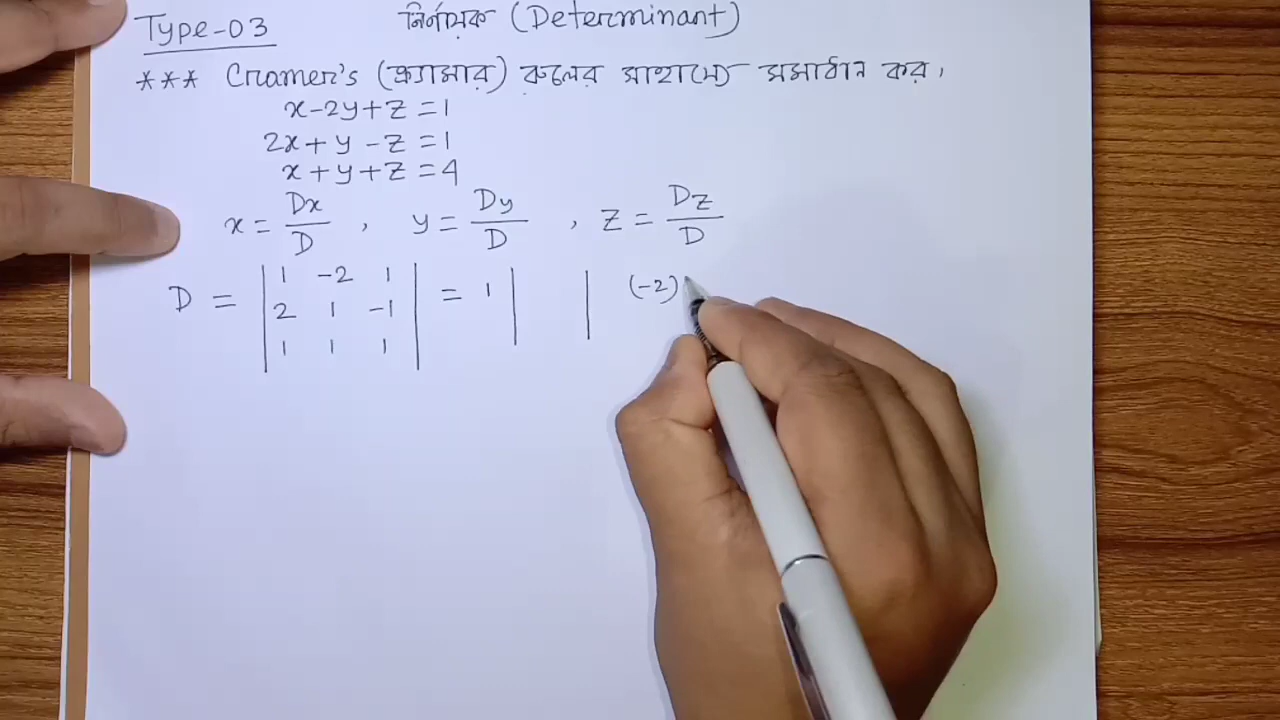 Type-03 নির্ণায়ক (Determinant)
*** Cramer's (ক্র্যামার) রুলের সাহায্যে সমাধান কর,
x-2y+z=1
2x+y-z=1
x+y+z=4
x = Dx/D , y = Dy/D , z = Dz/D
D = | 1 -2 1 | = 1 | | (-2)
| 2 1 -1 |
| 1 1 1 |